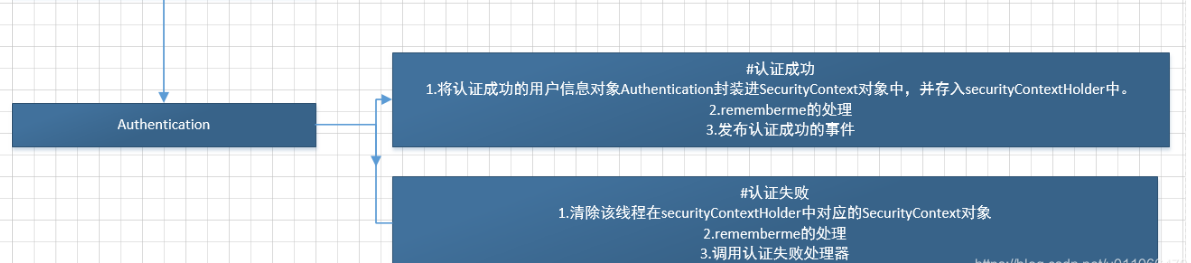 Authentication
#认证成功
1.将认证成功的用户信息对象Authentication封装进SecurityContext对象中，并存入securityContextHolder中。
2.rememberme的处理
3.发布认证成功的事件
#认证失败
1.清除该线程在securityContextHolder中对应的SecurityContext对象
2.rememberme的处理
3.调用认证失败处理器